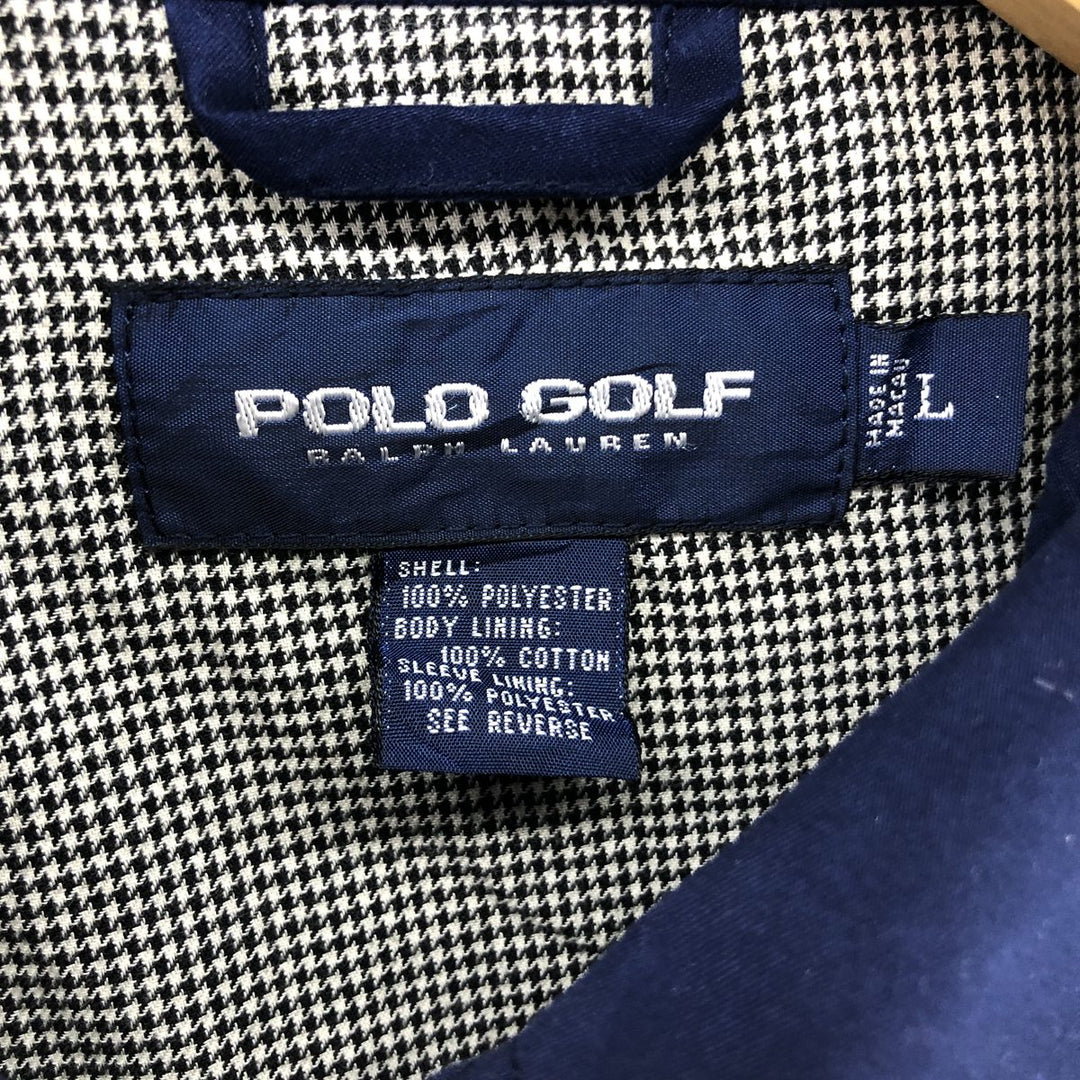 POLO GOLF
RALPH LAUREN
MADE IN
MACAU
L
SHELL:
100% POLYESTER
BODY LINING:
100% COTTON
SLEEVE LINING:
100% POLYESTER
SEE REVERSE